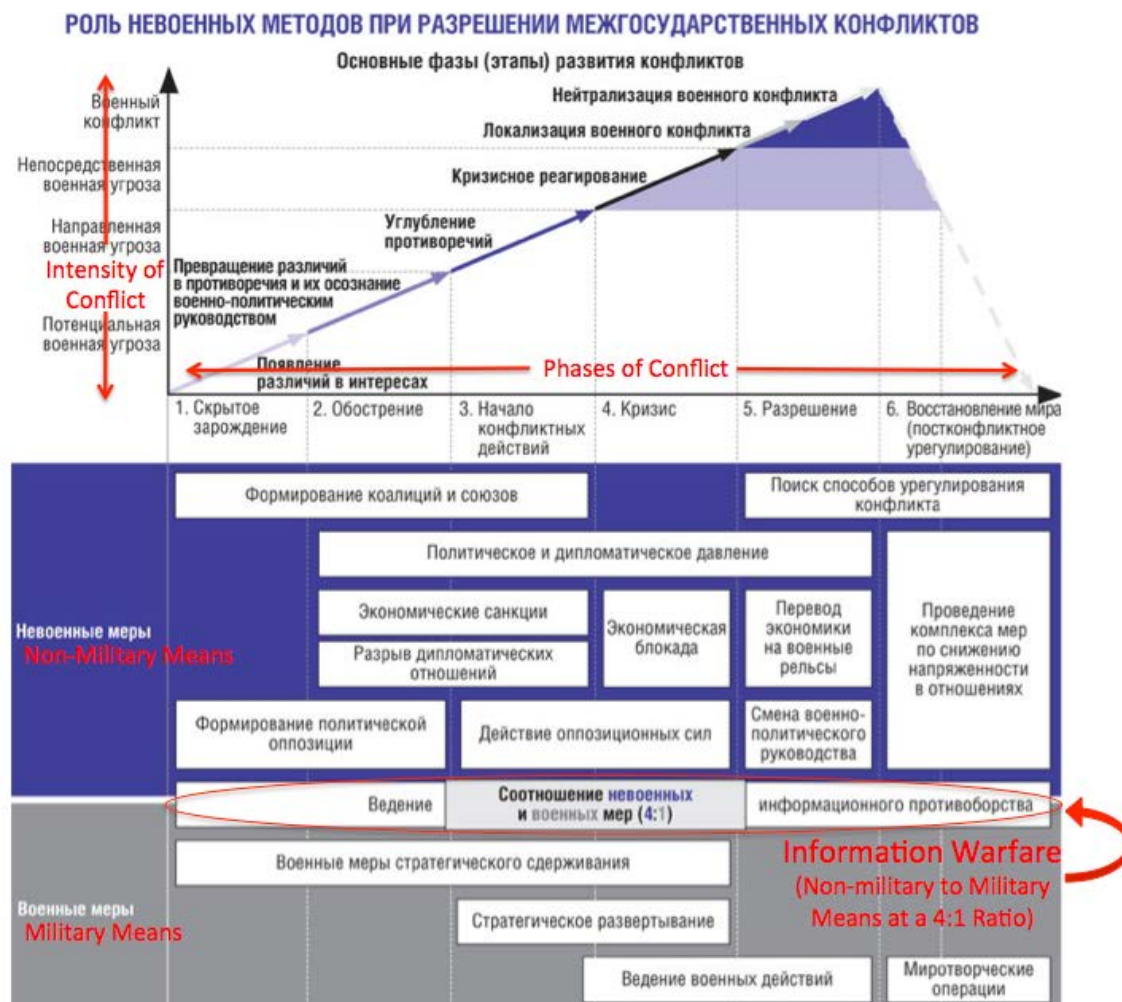 РОЛЬ НЕВОЕННЫХ МЕТОДОВ ПРИ РАЗРЕШЕНИИ МЕЖГОСУДАРСТВЕННЫХ КОНФЛИКТОВ
Основные фазы (этапы) развития конфликтов
Военный
конфликт
Непосредственная
военная угроза
Направленная
военная угроза
Intensity of
Conflict
Потенциальная
военная угроза
Нейтрализация военного конфликта
Локализация военного конфликта
Кризисное реагирование
Углубление
противоречий
Превращение различий
в противоречия и их осознание
военно-политическим
руководством
Появление
различий в интересах
Phases of Conflict
1. Скрытое
зарождение
2. Обострение
3. Начало
конфликтных
действий
4. Кризис
5. Разрешение
6. Восстановление мира
(постконфликтное
урегулирование)
Невоенные меры
Non-Military Means
Формирование коалиций и союзов
Поиск способов урегулирования
конфликта
Политическое и дипломатическое давление
Экономические санкции
Разрыв дипломатических
отношений
Экономическая
блокада
Перевод
экономики
на военные
рельсы
Проведение
комплекса мер
по снижению
напряженности
в отношениях
Формирование политической
оппозиции
Действие оппозиционных сил
Смена военно-
политического
руководства
Ведение
Соотношение невоенных
и военных мер (4:1)
информационного противоборства
Information Warfare
(Non-military to Military
Means at a 4:1 Ratio)
Военные меры
Military Means
Военные меры стратегического сдерживания
Стратегическое развертывание
Ведение военных действий
Миротворческие
операции